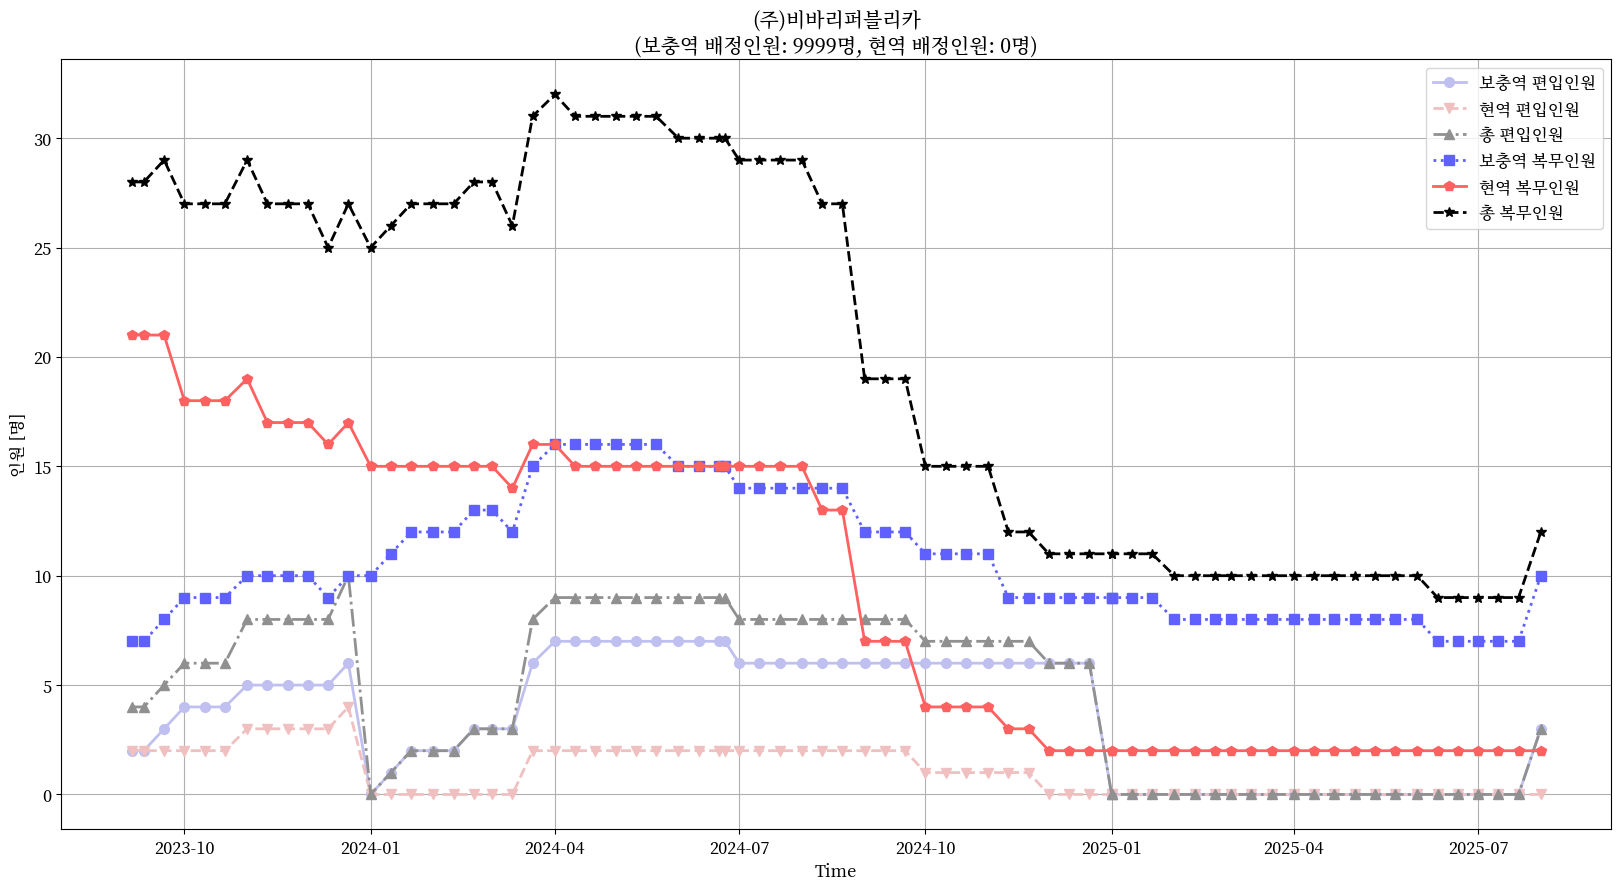 (주)비바리퍼블리카
(보충역 배정인원: 9999명, 현역 배정인원: 0명)
보충역 편입인원
현역 편입인원
총 편입인원
보충역 복무인원
현역 복무인원
총 복무인원
인원 [명]
30
25
20
15
10
5
0
2023-10 2024-01 2024-04 2024-07 2024-10 2025-01 2025-04 2025-07
Time